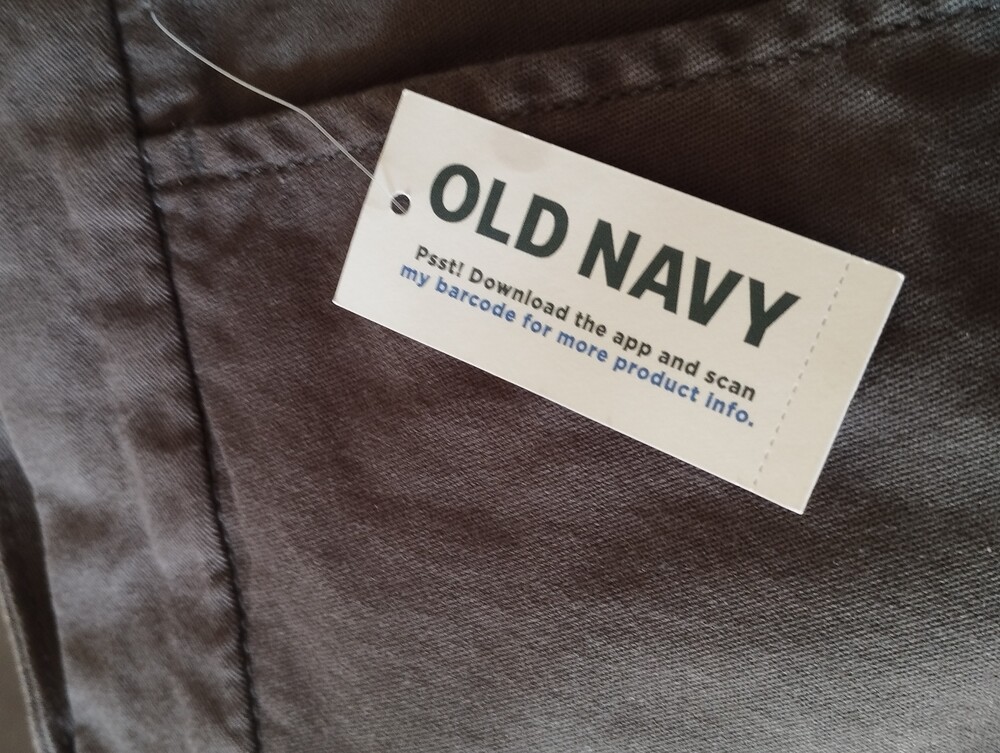 OLD NAVY
Psst! Download the app and scan
my barcode for more product info.